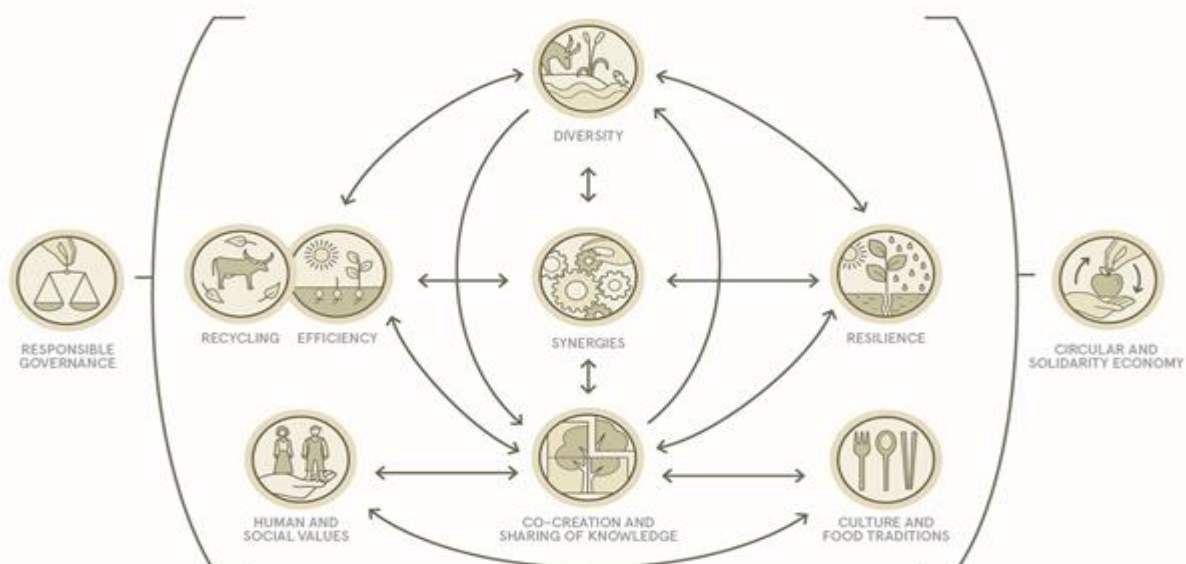 DIVERSITY
RESPONSIBLE
GOVERNANCE
RECYCLING
EFFICIENCY
SYNERGIES
RESILIENCE
CIRCULAR AND
SOLIDARITY ECONOMY
HUMAN AND
SOCIAL VALUES
CO-CREATION AND
SHARING OF KNOWLEDGE
CULTURE AND
FOOD TRADITIONS